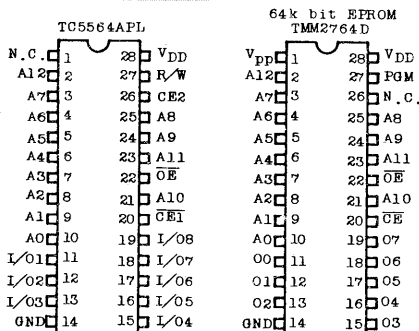 64k bit EPROM
TC5564APL TMM2764D
N.C. 1 28 VDD Vpp 1 28 VDD
A12 2 27 R/W A12 2 27 PGM
A7 3 26 CE2 A7 3 26 N.C.
A6 4 25 A8 A6 4 25 A8
A5 5 24 A9 A5 5 24 A9
A4 6 23 A11 A4 6 23 A11
A3 7 22 OE A3 7 22 OE
A2 8 21 A10 A2 8 21 A10
A1 9 20 CE1 A1 9 20 CE
A0 10 19 I/O8 A0 10 19 O7
I/O1 11 18 I/O7 O0 11 18 O6
I/O2 12 17 I/O6 O1 12 17 O5
I/O3 13 16 I/O5 O2 13 16 O4
GND 14 15 I/O4 GND 14 15 O3